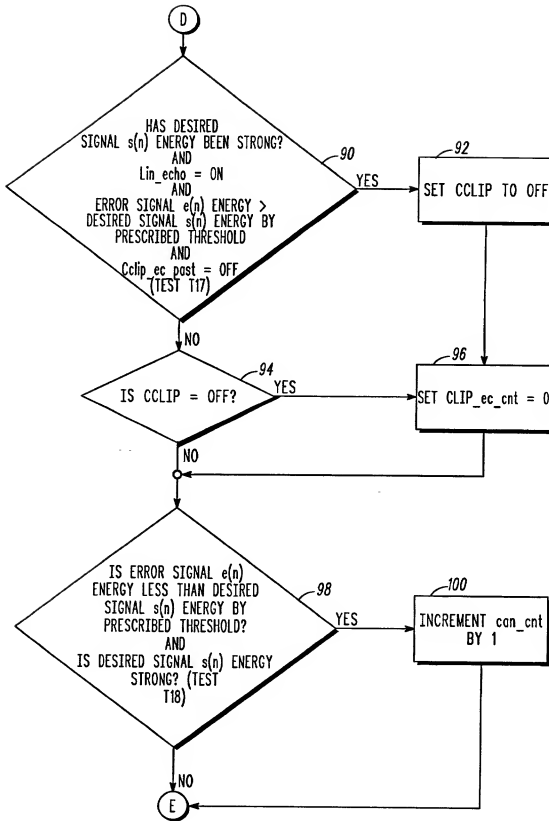 D
HAS DESIRED
SIGNAL s(n) ENERGY BEEN STRONG?
AND
Lin_echo = ON
AND
ERROR SIGNAL e(n) ENERGY >
DESIRED SIGNAL s(n) ENERGY BY
PRESCRIBED THRESHOLD
AND
Cclip_ec_past = OFF
(TEST T17)
90
YES
92
SET CCLIP TO OFF
NO
94
IS CCLIP = OFF?
YES
96
SET CLIP_ec_cnt = 0
NO
IS ERROR SIGNAL e(n)
ENERGY LESS THAN DESIRED
SIGNAL s(n) ENERGY BY
PRESCRIBED THRESHOLD?
AND
IS DESIRED SIGNAL s(n) ENERGY
STRONG? (TEST
T18)
98
YES
100
INCREMENT can_cnt
BY 1
NO
E